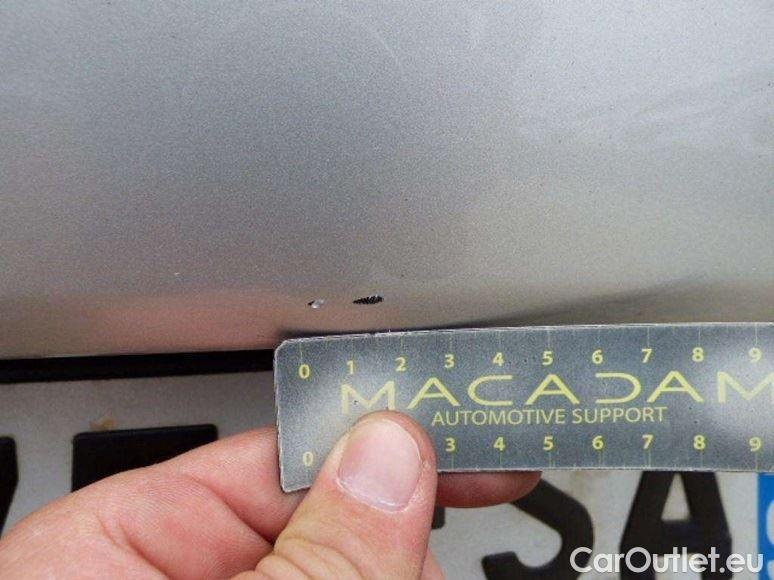 0 1 2 3 4 5 6 7 8 9
MACADAM
AUTOMOTIVE SUPPORT
0 3 4 5 6 7 8 9
SA
CarOutlet.eu